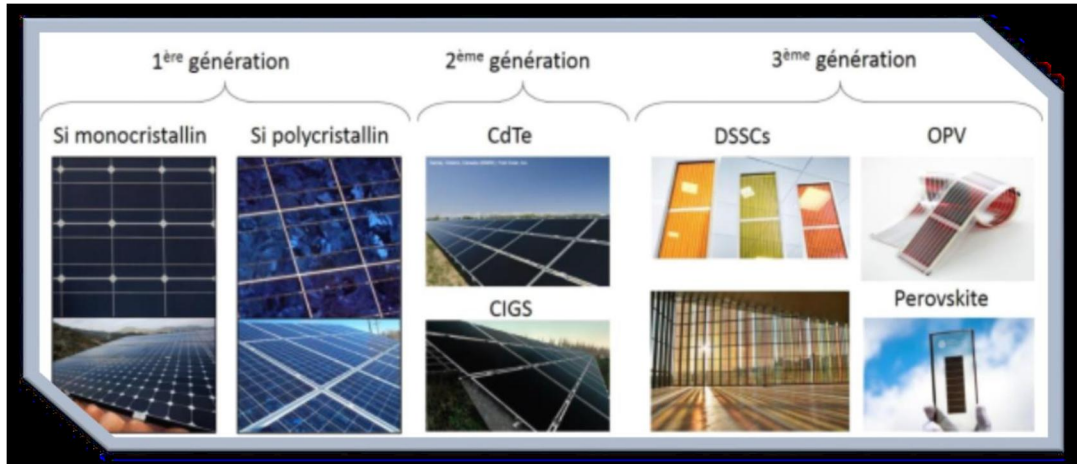 1ère génération
2ème génération
3ème génération
Si monocristallin
Si polycristallin
CdTe
DSSCs
OPV
CIGS
Perovskite